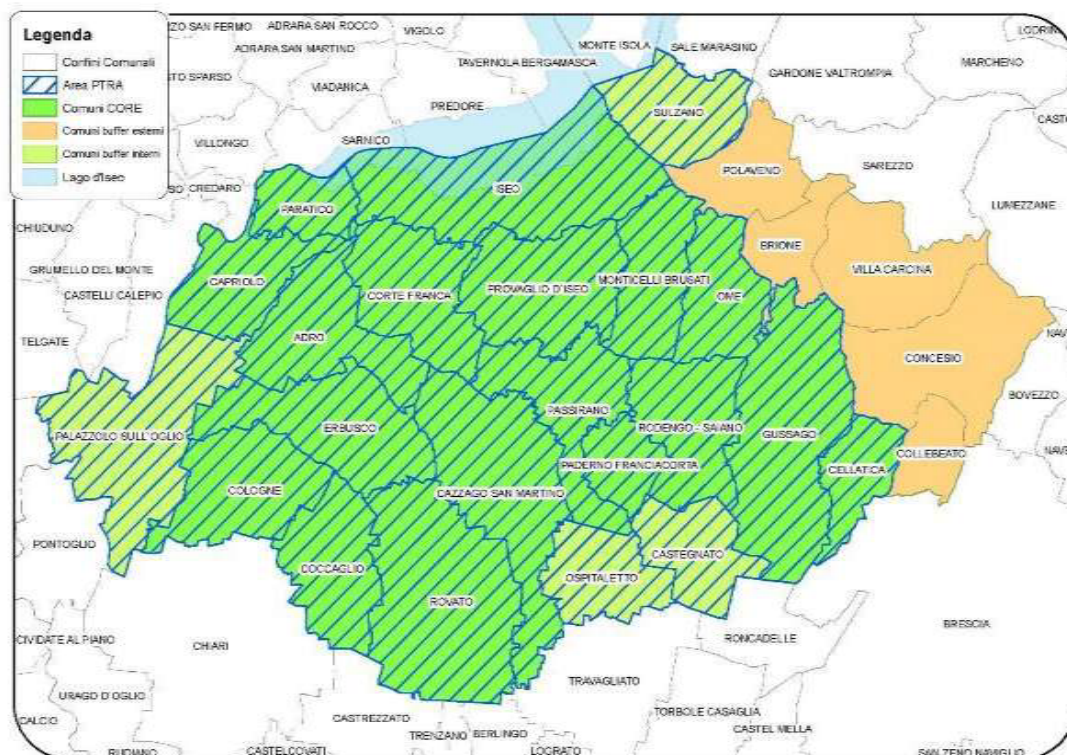 Legenda
Confini Comunali
Area PTRA
Comuni CORE
Comuni buffer esterni
Comuni buffer interni
Lago d'Iseo
ZO SAN FERMO
ADRARA SAN ROCCO
VIGOLO
MONTE ISOLA
SALE MARASINO
ADRARA SAN MARTINO
TAVERNOLA BERGAMASCA
GARDONE VALTROMPIA
MARCHENO
VIADANICA
PREDORE
SULZANO
VILLONGO
SARNICO
POLAVENO
SAREZZO
CREDARO
ISEO
PARATICO
LUMEZZANE
CHIUDUNO
BRIONE
GRUMELLO DEL MONTE
VILLA CARCINA
CAPRIOLO
CASTELLI CALEPIO
CORTE FRANCA
PROVAGLIO D'ISEO
MONTICELLI BRUSATI
OME
TELGATE
ADRO
CONCESIO
BOVEZZO
PASSIRANO
ERBUSCO
RODENGO - SAIANO
GUSSAGO
PALAZZOLO SULL'OGLIO
COLLEBEATO
PADERNO FRANCIACORTA
CELLATICA
COLOGNE
CAZZAGO SAN MARTINO
PONTOGLIO
CASTEGNATO
COCCAGLIO
OSPITALETTO
ROVATO
BRESCIA
CIVIDATE AL PIANO
CHIARI
RONCADELLE
TRAVAGLIATO
URAGO D'OGLIO
TORBOLE CASAGLIA
CALCIO
CASTREZZATO
CASTEL MELLA
TRENZANO
BERLINGO
RUDIANO
CASTELCOVATI
LOGRATO
SAN ZENO NAVIGLIO